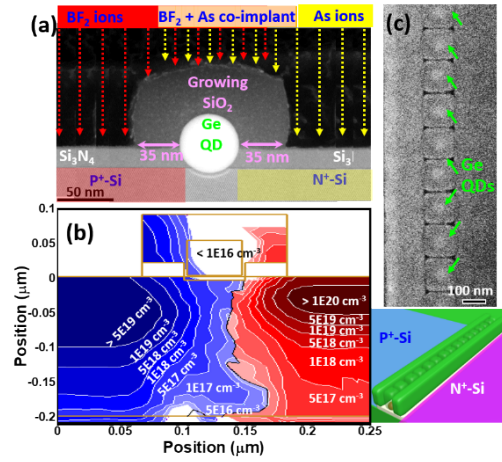 BF2 ions
BF2 + As co-implant
As ions
(a)
Growing
SiO2
Ge
QD
35 nm
35 nm
Si3N4
Si3
P+-Si
N+-Si
50 nm
(b)
0.1
0.05
0
-0.05
-0.1
-0.15
-0.2
Position (μm)
< 1E16 cm-3
> 5E19 cm-3
1E19 cm-3
5E18 cm-3
1E18 cm-3
5E17 cm-3
1E17 cm-3
5E16 cm-3
> 1E20 cm-3
5E19 cm-3
1E19 cm-3
5E18 cm-3
1E18 cm-3
5E17 cm-3
0
0.05
0.1
0.15
0.2
0.25
Position (μm)
(c)
Ge
QDs
100 nm
P+-Si
N+-Si